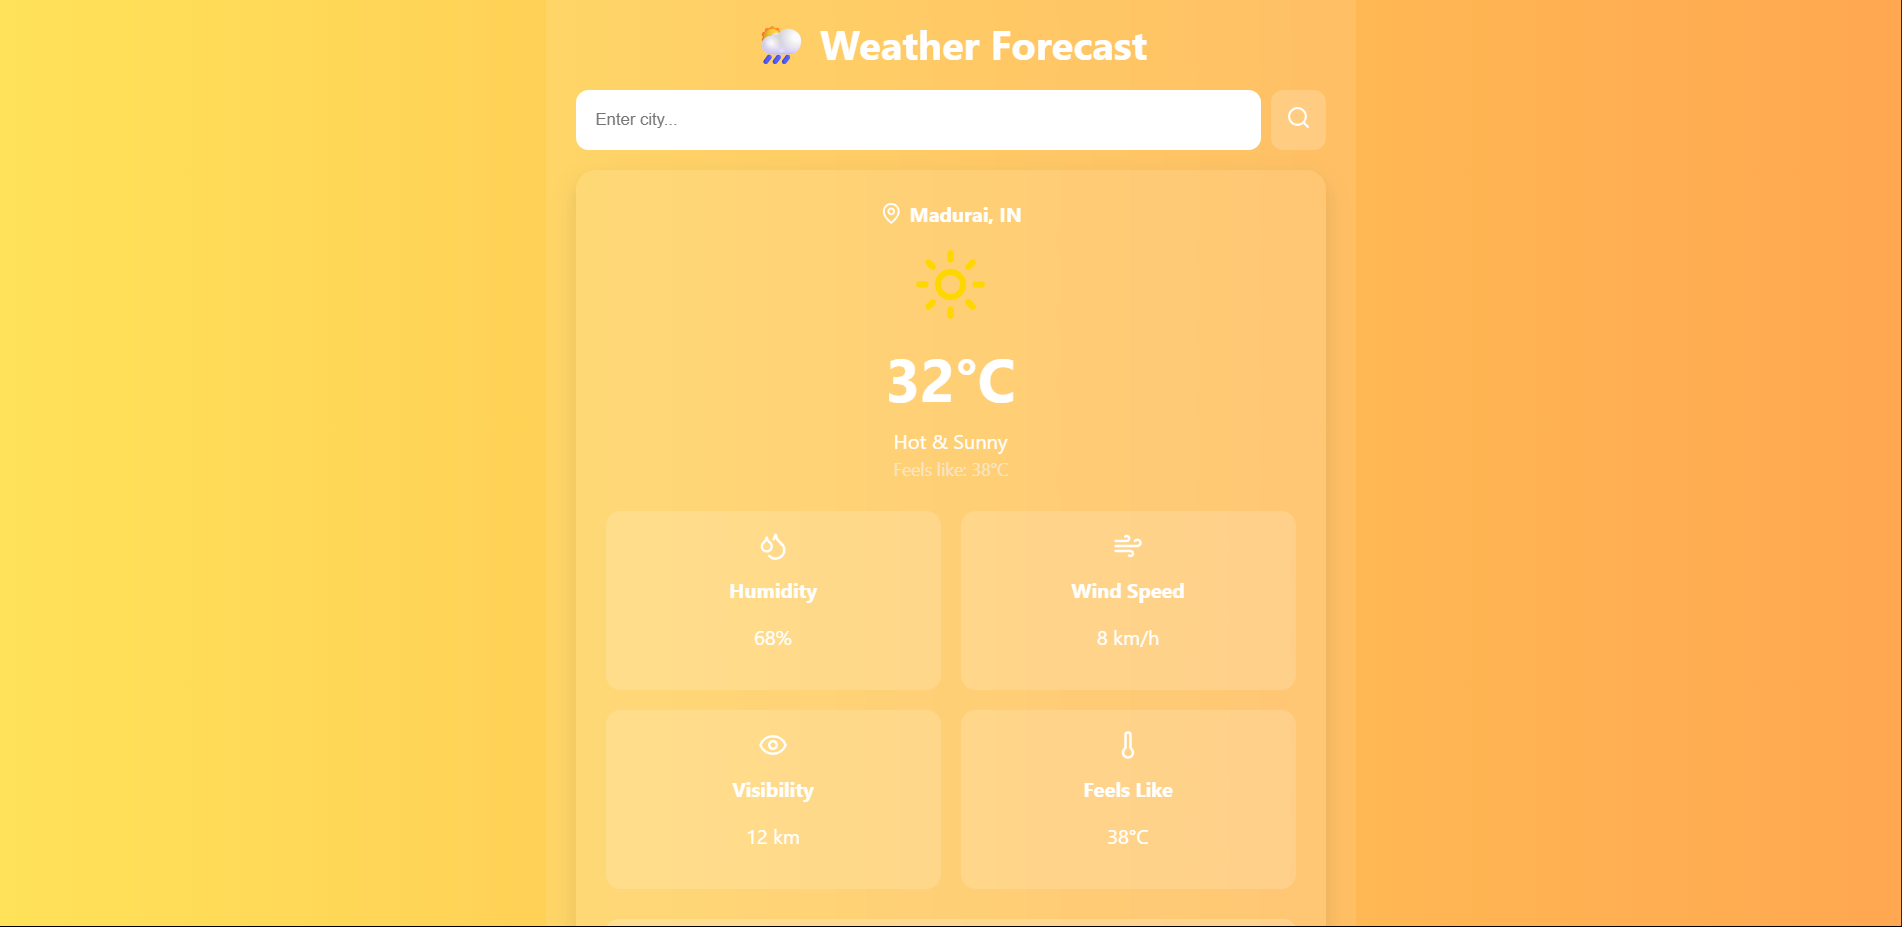 Weather Forecast
Enter city...
Madurai, IN
32°C
Hot & Sunny
Feels like: 38°C
Humidity
68%
Wind Speed
8 km/h
Visibility
12 km
Feels Like
38°C